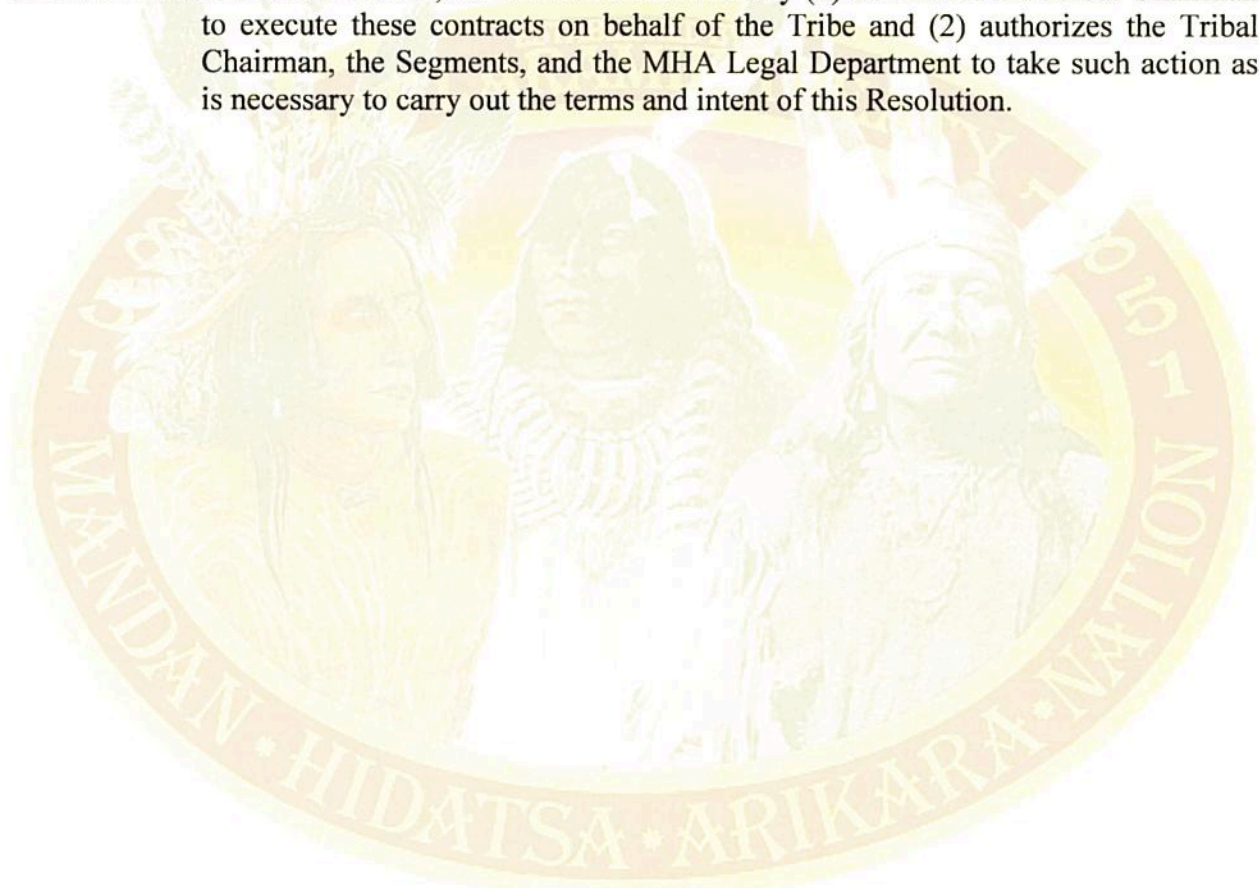 to execute these contracts on behalf of the Tribe and (2) authorizes the Tribal
Chairman, the Segments, and the MHA Legal Department to take such action as
is necessary to carry out the terms and intent of this Resolution.
Y 1851
1
MANDAN * HIDATSA * ARIKARA * NATION